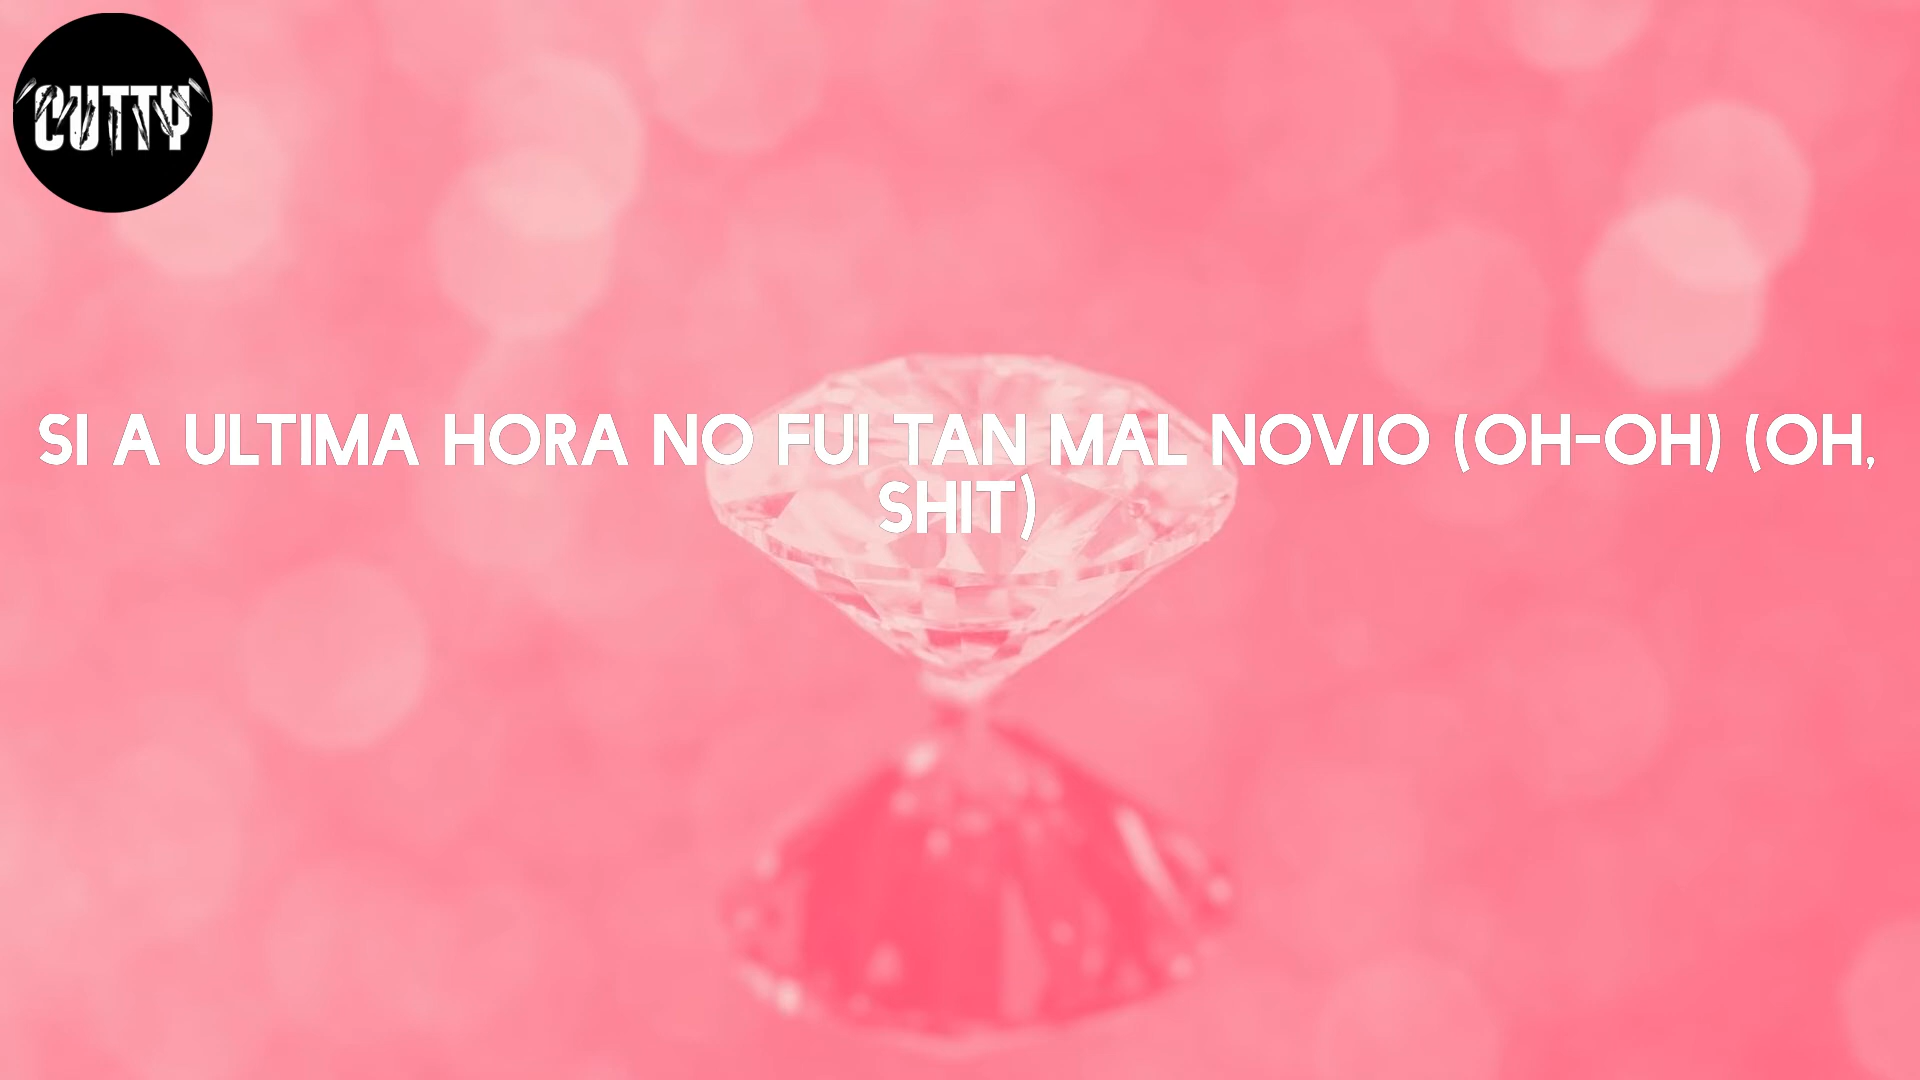 CUTTY
SI A ULTIMA HORA NO FUI TAN MAL NOVIO (OH-OH) (OH,
SHIT)